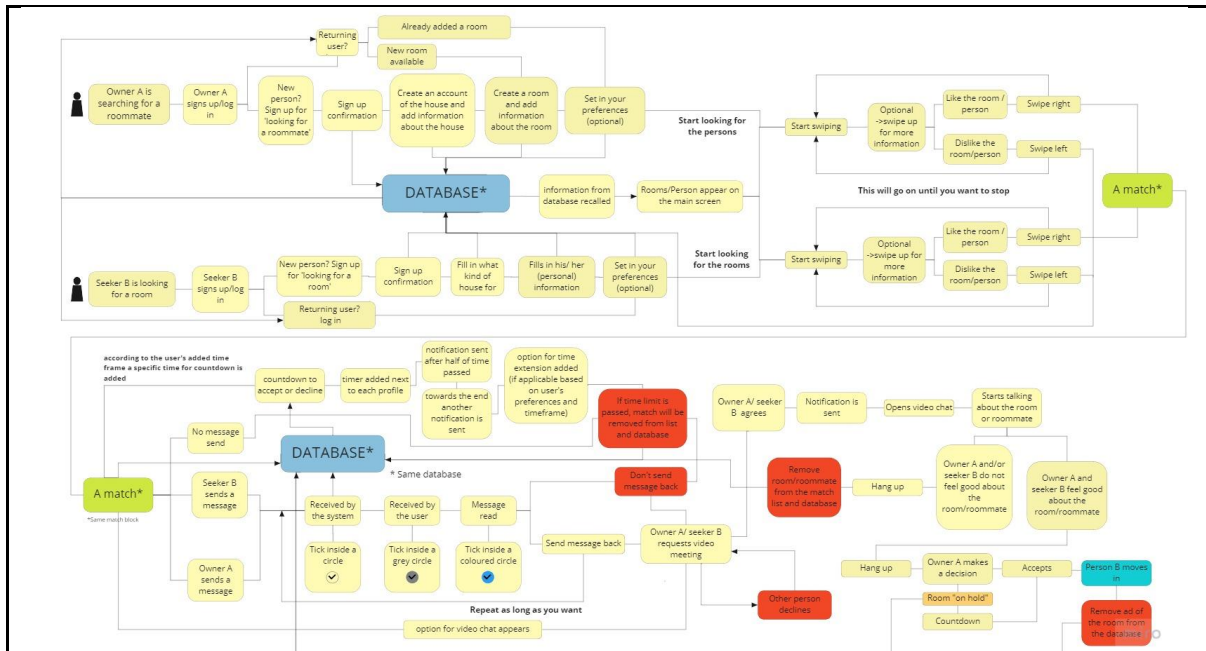 Returning
user?
Already added a room
New room
available
Owner A is
searching for a
roommate
Owner A
signs up/log
in
New
person?
Sign up for
'looking for
a roommate'
Sign up
confirmation
Create an account
of the house and
add information
about the house
Create a room
and add
information
about the room
Set in your
preferences
(optional)
Start looking for
the persons
Start swiping
Optional
->swipe up
for more
information
Like the room /
person
Swipe right
Dislike the
room/person
Swipe left
DATABASE*
information from
database recalled
Rooms/Person appear on
the main screen
This will go on until you want to stop
A match*
Seeker B is looking
for a room
Seeker B
signs up/log
in
New person? Sign up
for 'looking for a
room'
Returning user?
log in
Sign up
confirmation
Fill in what
kind of
house for
Fills in his/ her
(personal)
information
Set in your
preferences
(optional)
Start looking
for the rooms
Start swiping
Optional
->swipe up for
more
information
Like the room /
person
Swipe right
Dislike the
room/person
Swipe left
according to the user's added time
frame a specific time for countdown is
added
countdown to
accept or decline
timer added next
to each profile
notification sent
after half of time
passed
towards the end
another
notification is
sent
option for time
extension added
(if applicable based
on user's
preferences and
timeframe)
If time limit is
passed, match will be
removed from list
and database
No message
send
DATABASE*
* Same database
A match*
*Same match block
Seeker B
sends a
message
Owner A
sends a
message
Received by
the system
Tick inside a
circle
Received by
the user
Tick inside a
grey circle
Message
read
Tick inside a
coloured circle
Don't send
message back
Send message back
Owner A/ seeker B
requests video
meeting
Other person
declines
Repeat as long as you want
option for video chat appears
Owner A/ seeker
B agrees
Notification is
sent
Opens video chat
Starts talking
about the room
or roommate
Remove
room/roommate
from the match
list and database
Hang up
Owner A and/or
seeker B do not
feel good about
the
room/roommate
Owner A and
seeker B feel good
about the
room/roommate
Hang up
Owner A makes
a decision
Accepts
Person B moves
in
Room "on hold"
Countdown
Remove ad of
the room from
the database
miro